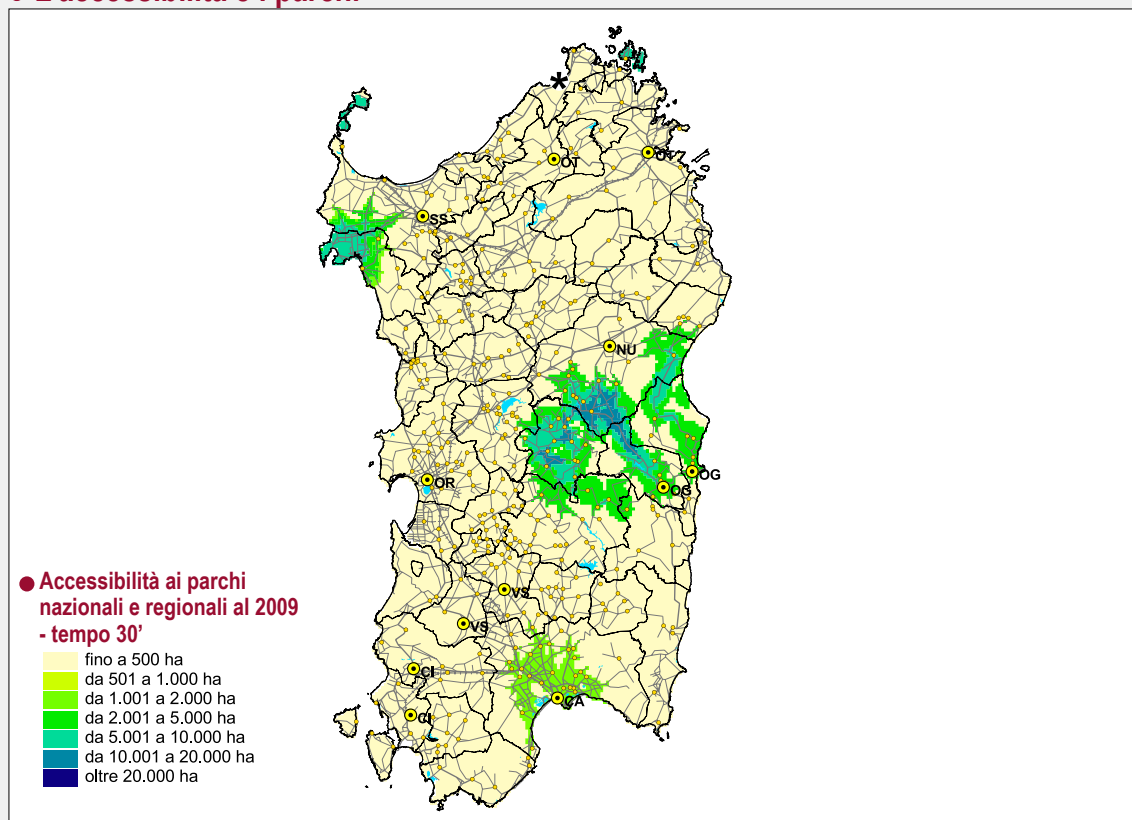 ● Accessibilità ai parchi
nazionali e regionali al 2009
- tempo 30’
fino a 500 ha
da 501 a 1.000 ha
da 1.001 a 2.000 ha
da 2.001 a 5.000 ha
da 5.001 a 10.000 ha
da 10.001 a 20.000 ha
oltre 20.000 ha
*
OT
OT
SS
NU
OG
OG
OR
VS
VS
CI
CI
CA